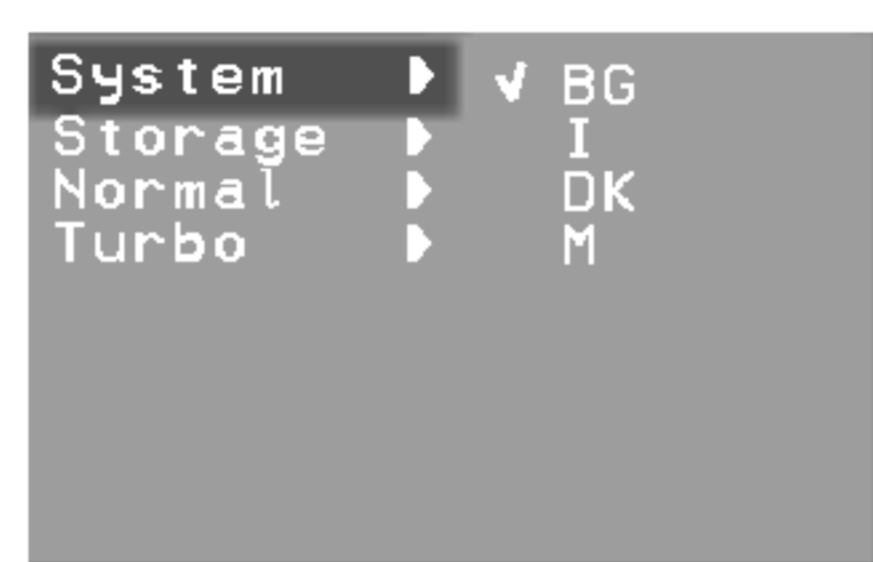 System ▶ ✓ BG
Storage ▶ I
Normal ▶ DK
Turbo ▶ M